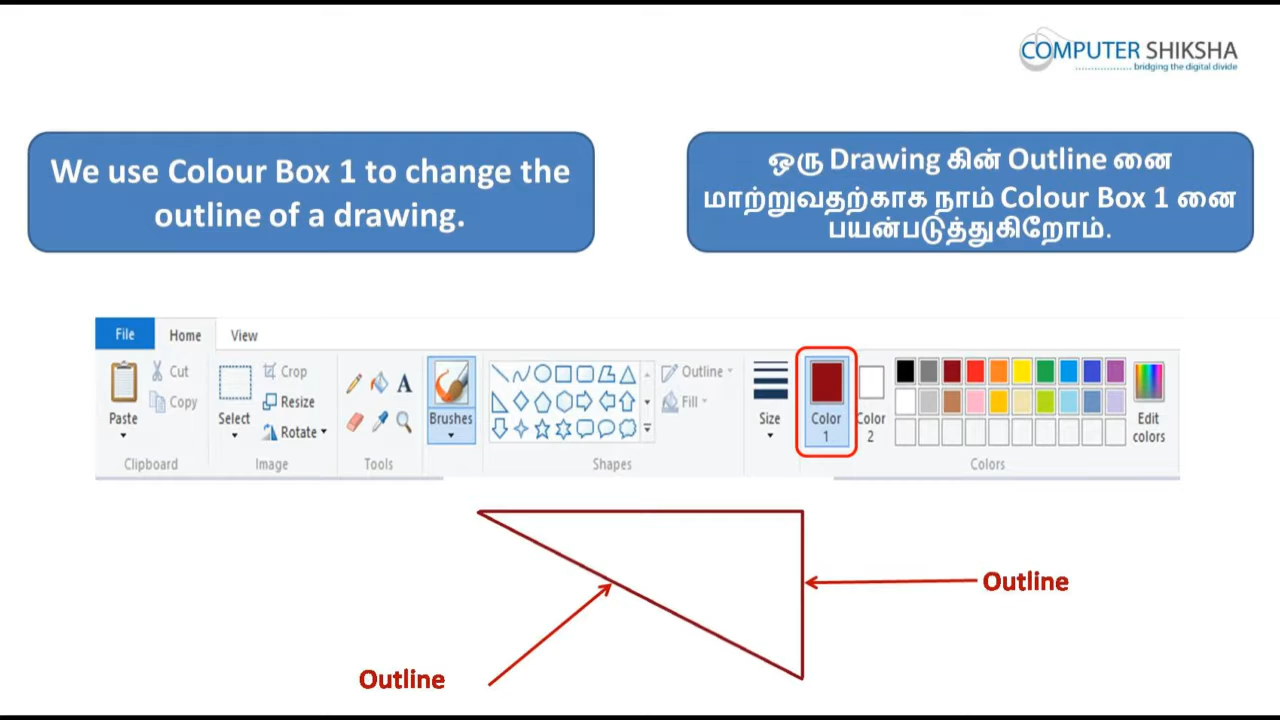 COMPUTER SHIKSHA
bridging the digital divide
We use Colour Box 1 to change the
outline of a drawing.
ஒரு Drawing கின் Outline னை
மாற்றுவதற்காக நாம் Colour Box 1 னை
பயன்படுத்துகிறோம்.
File Home View
Cut
Copy
Paste
Clipboard
Crop
Resize
Rotate
Select
Image
A
Tools
Brushes
Outline
Fill
Shapes
Size
Color
1
Color
2
Edit
colors
Colors
Outline
Outline